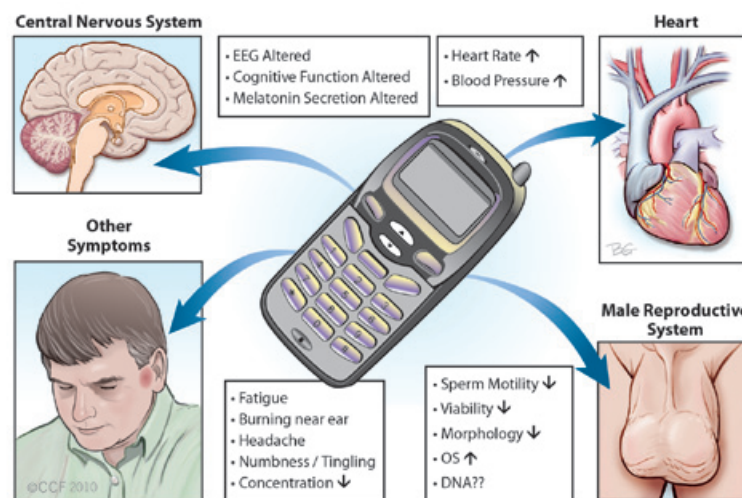 Central Nervous System
• EEG Altered
• Cognitive Function Altered
• Melatonin Secretion Altered
• Heart Rate ↑
• Blood Pressure ↑
Heart
Other
Symptoms
• Fatigue
• Burning near ear
• Headache
• Numbness / Tingling
• Concentration ↓
• Sperm Motility ↓
• Viability ↓
• Morphology ↓
• OS ↑
• DNA??
Male Reproductive
System
©CCF 2010